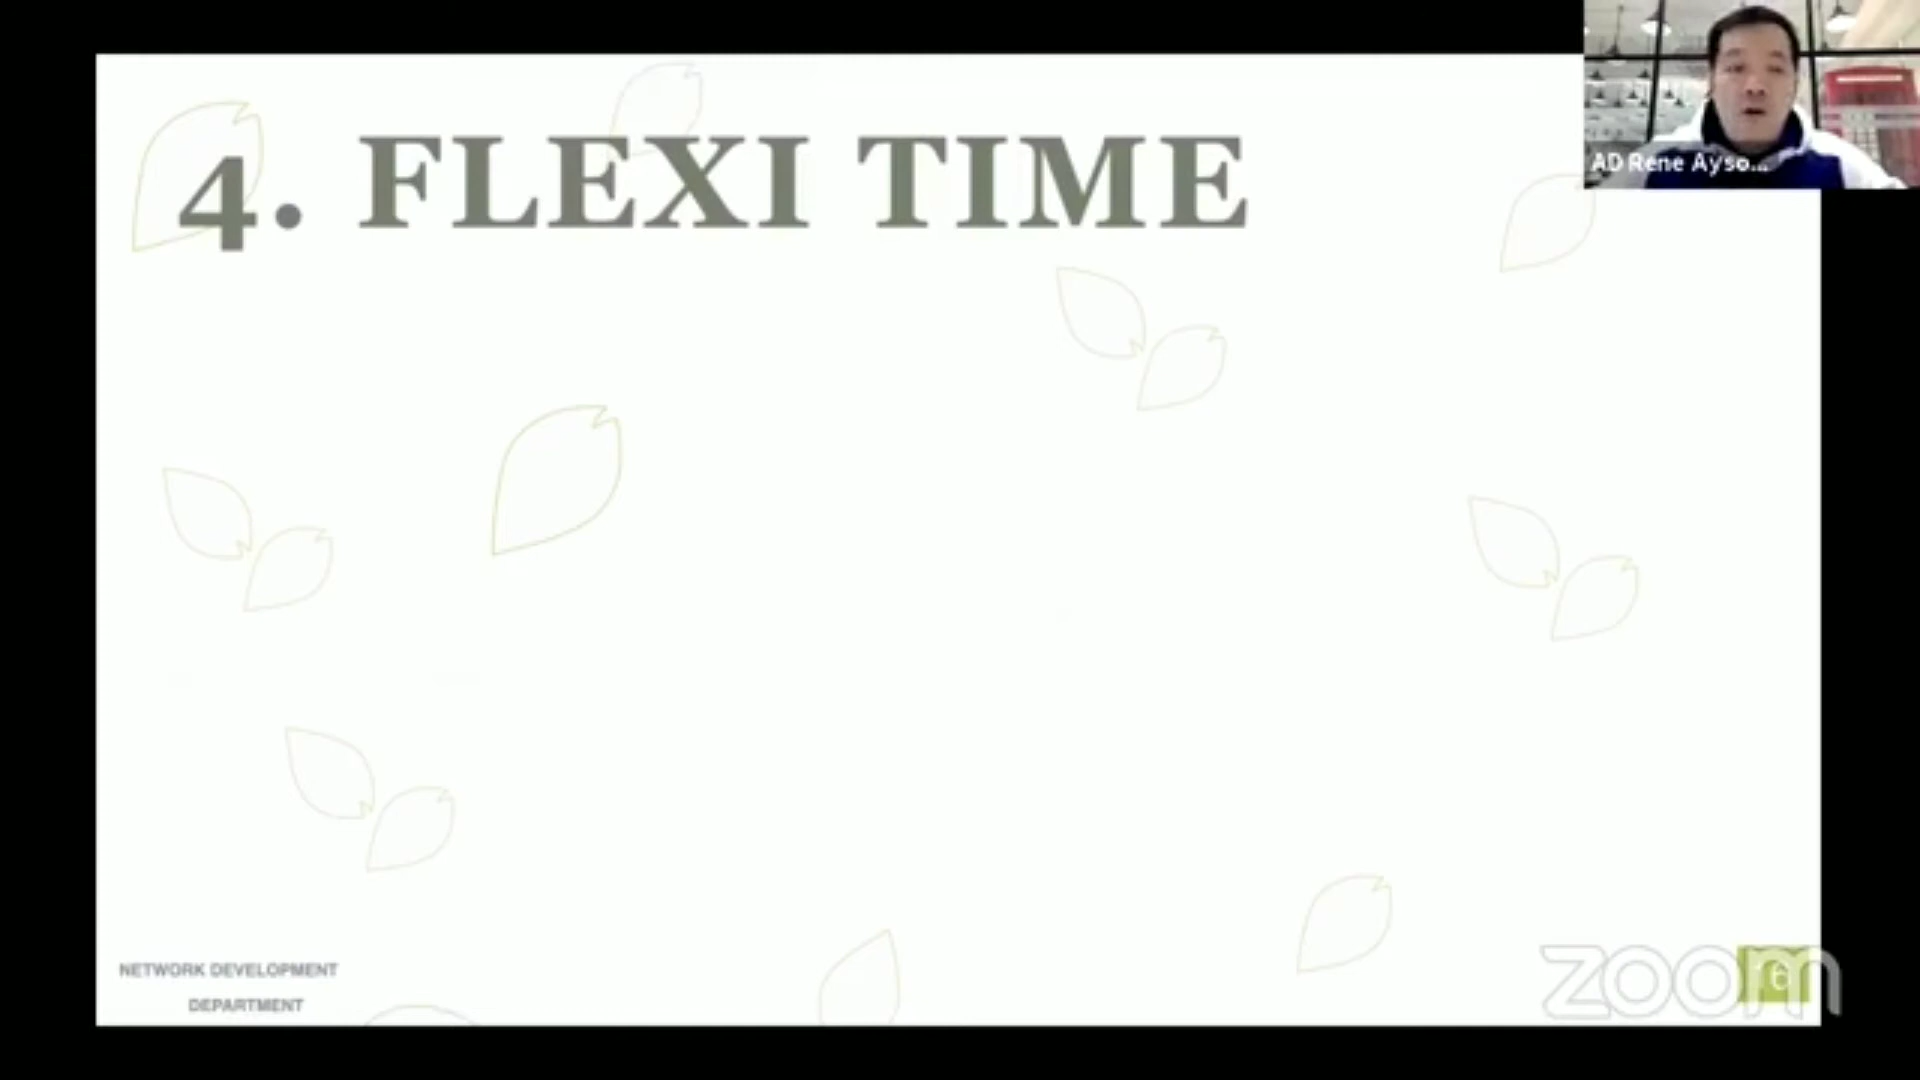 AD Rene Ayso...
4. FLEXI TIME
NETWORK DEVELOPMENT
DEPARTMENT
zoom